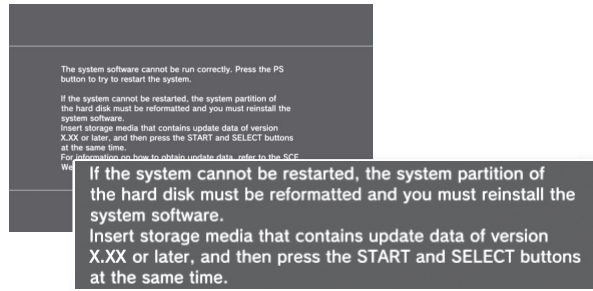 The system software cannot be run correctly. Press the PS
button to try to restart the system.
If the system cannot be restarted, the system partition of
the hard disk must be reformatted and you must reinstall the
system software.
Insert storage media that contains update data of version
X.XX or later, and then press the START and SELECT buttons
at the same time.
For information on how to obtain update data, refer to the SCE
We
If the system cannot be restarted, the system partition of
the hard disk must be reformatted and you must reinstall the
system software.
Insert storage media that contains update data of version
X.XX or later, and then press the START and SELECT buttons
at the same time.